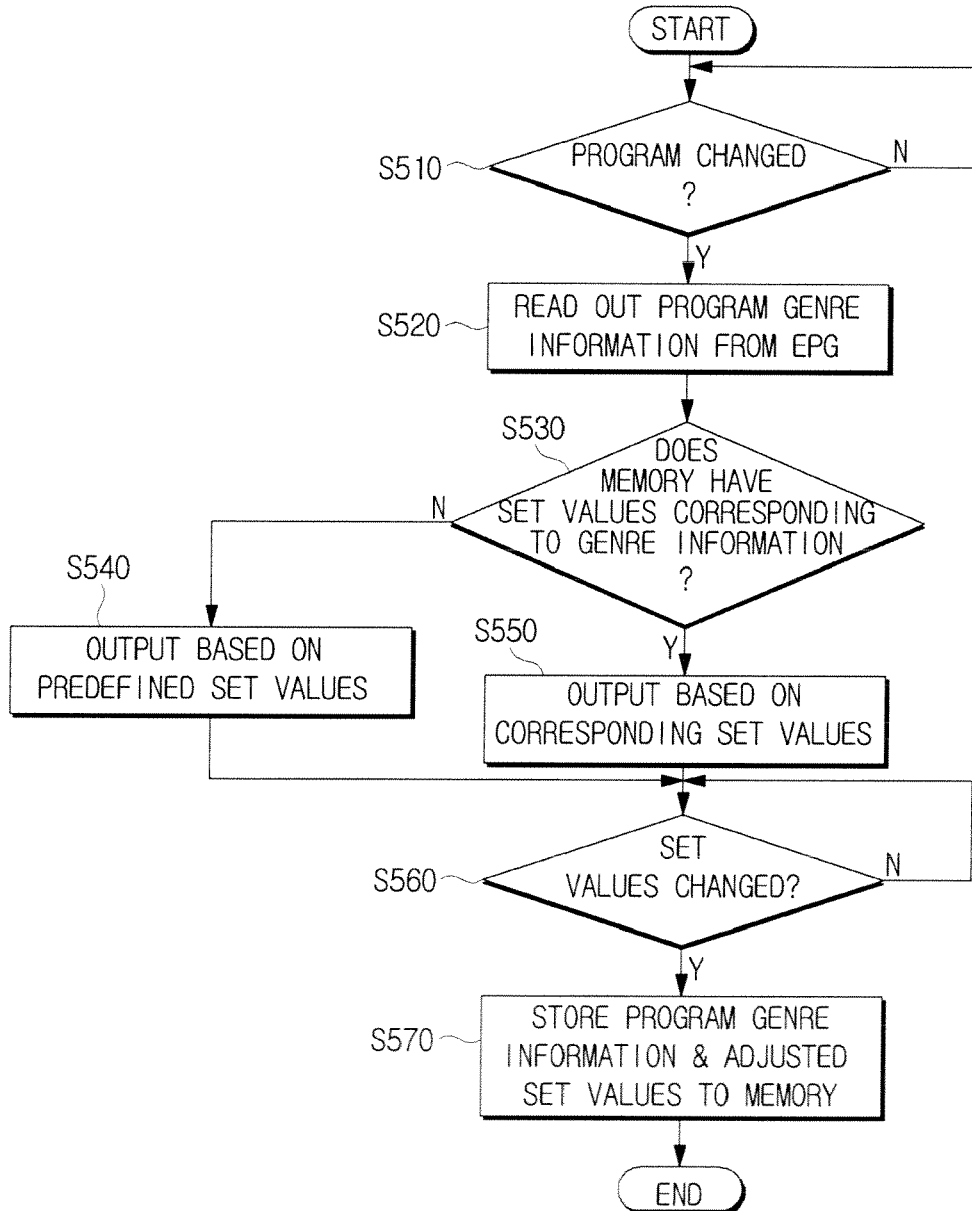 START
PROGRAM CHANGED
?
N
S510
Y
READ OUT PROGRAM GENRE
INFORMATION FROM EPG
S520
S530
DOES
MEMORY HAVE
SET VALUES CORRESPONDING
TO GENRE INFORMATION
?
N
Y
S540
OUTPUT BASED ON
PREDEFINED SET VALUES
S550
OUTPUT BASED ON
CORRESPONDING SET VALUES
SET
VALUES CHANGED?
N
S560
Y
STORE PROGRAM GENRE
INFORMATION & ADJUSTED
SET VALUES TO MEMORY
S570
END